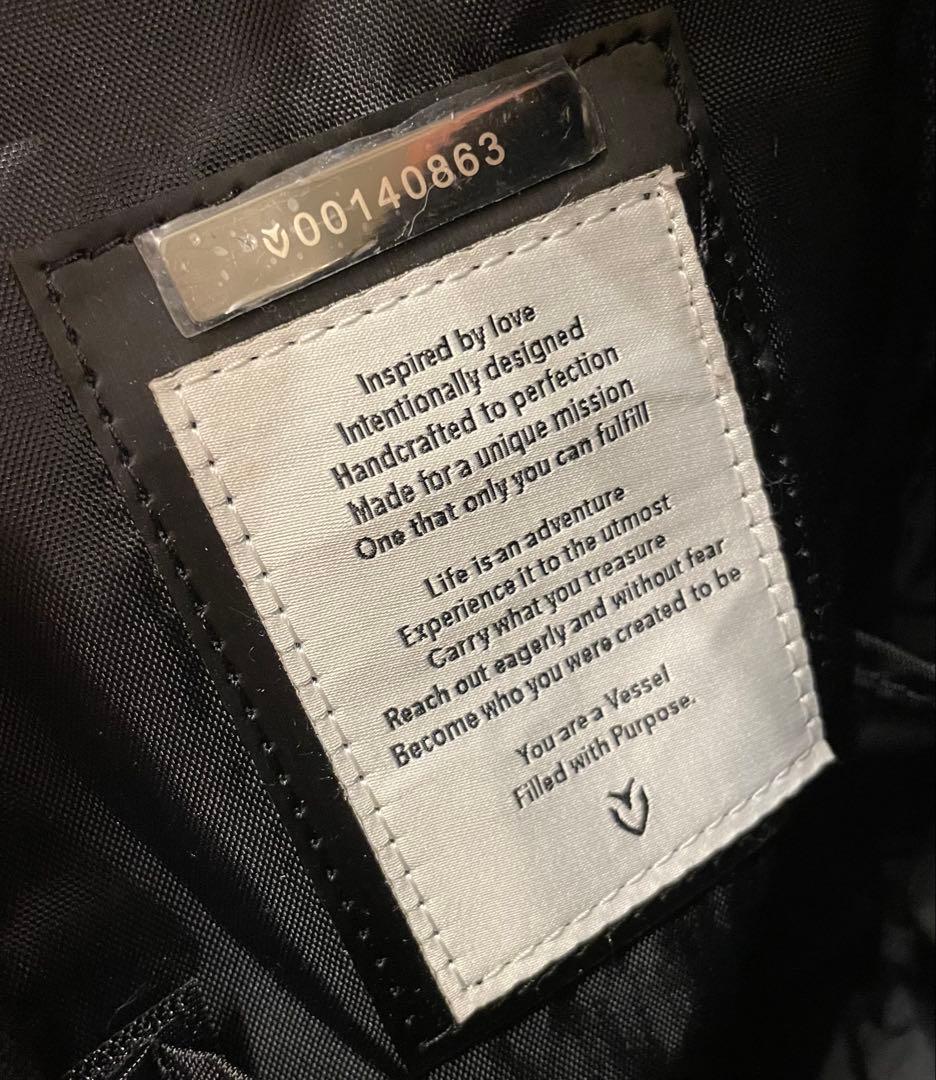 00140863
Inspired by love
Intentionally designed
Handcrafted to perfection
Made for a unique mission
One that only you can fulfill
Life is an adventure
Experience it to the utmost
Carry what you treasure
Reach out eagerly and without fear
Become who you were created to be
You are a Vessel
Filled with Purpose.